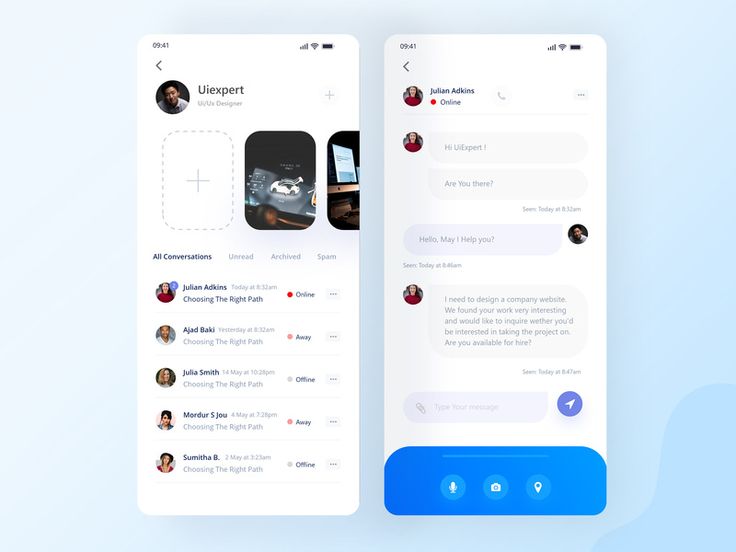 09:41
Uiexpert
Ui/Ux Designer
All Conversations Unread Archived Spam
2
Julian Adkins Today at 8:32am
Choosing The Right Path
Online
Ajad Baki Yesterday at 8:32am
Choosing The Right Path
Away
Julia Smith 14 May at 10:28pm
Choosing The Right Path
Offline
Mordur S Jou 4 May at 7:28pm
Choosing The Right Path
Away
Sumitha B. 2 May at 3:23am
Choosing The Right Path
Offline
09:41
Julian Adkins
Online
Hi UiExpert !
Are You there?
Seen: Today at 8:32am
Hello, May I Help you?
Seen: Today at 8:46am
I need to design a company website.
We found your work very interesting
and would like to inquire wether you'd
be interested in taking the project on.
Are you available for hire?
Seen: Today at 8:47am
Type Your message